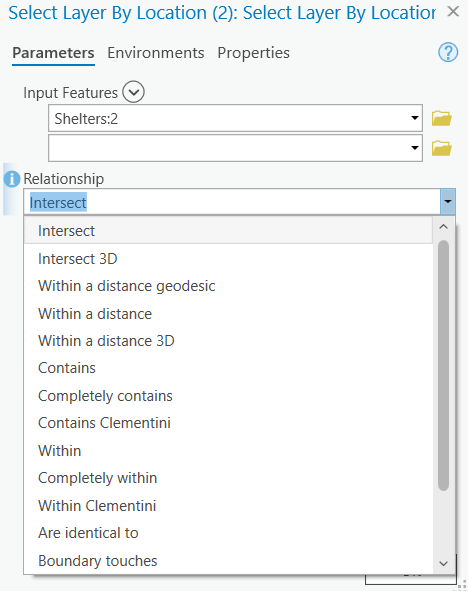 Select Layer By Location (2): Select Layer By Location
Parameters Environments Properties
Input Features
Shelters:2
Relationship
Intersect
Intersect
Intersect 3D
Within a distance geodesic
Within a distance
Within a distance 3D
Contains
Completely contains
Contains Clementini
Within
Completely within
Within Clementini
Are identical to
Boundary touches